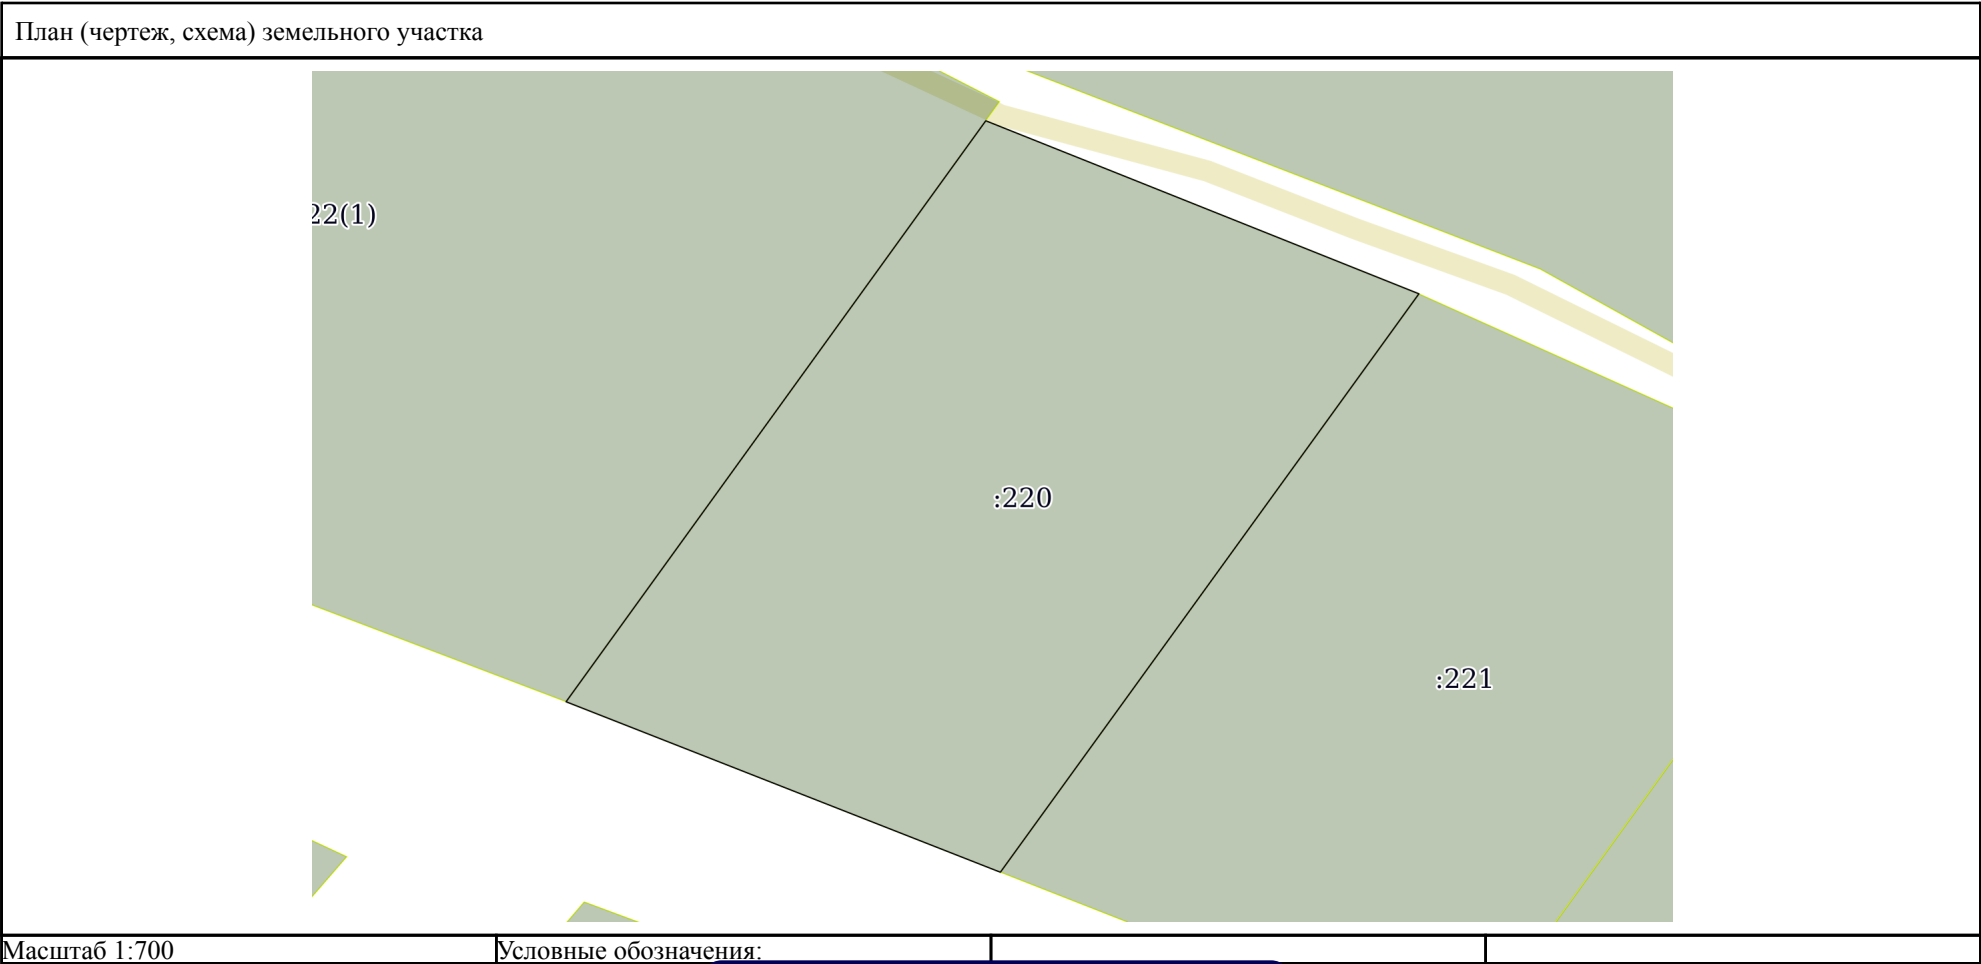 План (чертеж, схема) земельного участка
22(1)
:220
:221
Масштаб 1:700
Условные обозначения: